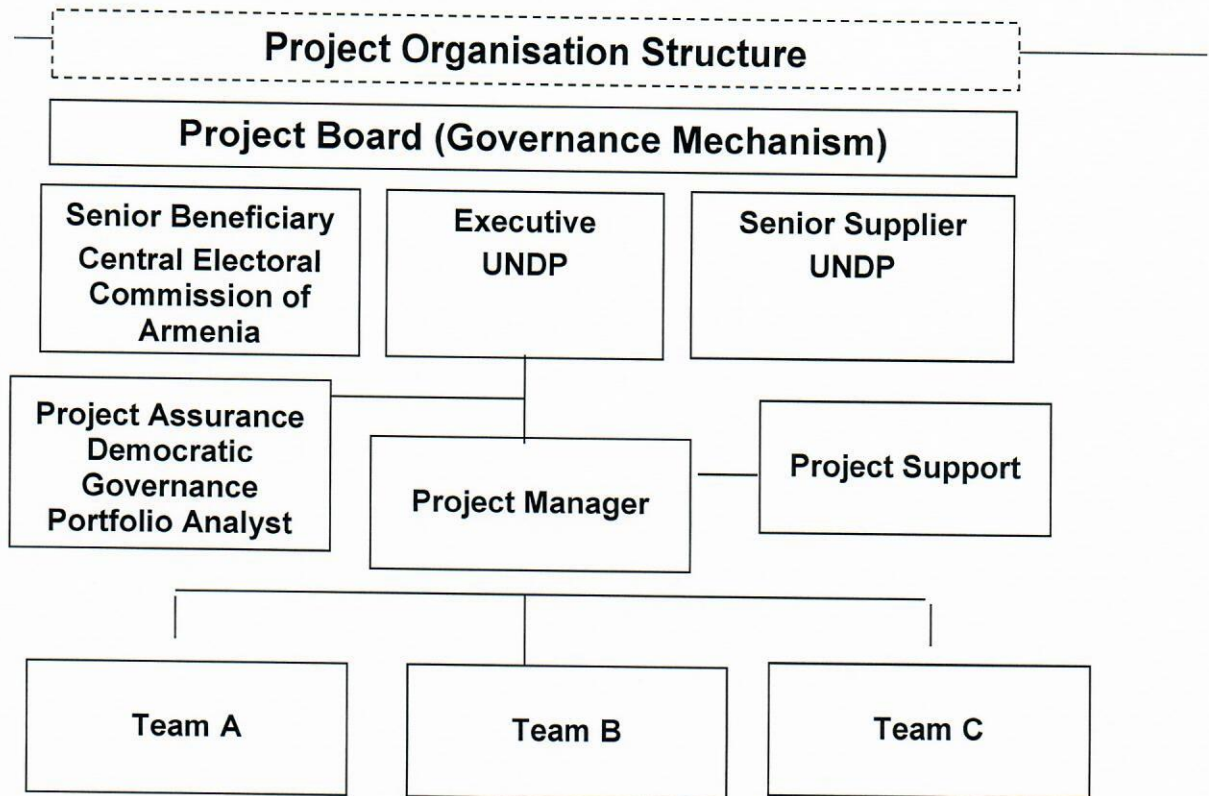 Project Organisation Structure
Project Board (Governance Mechanism)
Senior Beneficiary
Central Electoral
Commission of
Armenia
Executive
UNDP
Senior Supplier
UNDP
Project Assurance
Democratic
Governance
Portfolio Analyst
Project Manager
Project Support
Team A
Team B
Team C